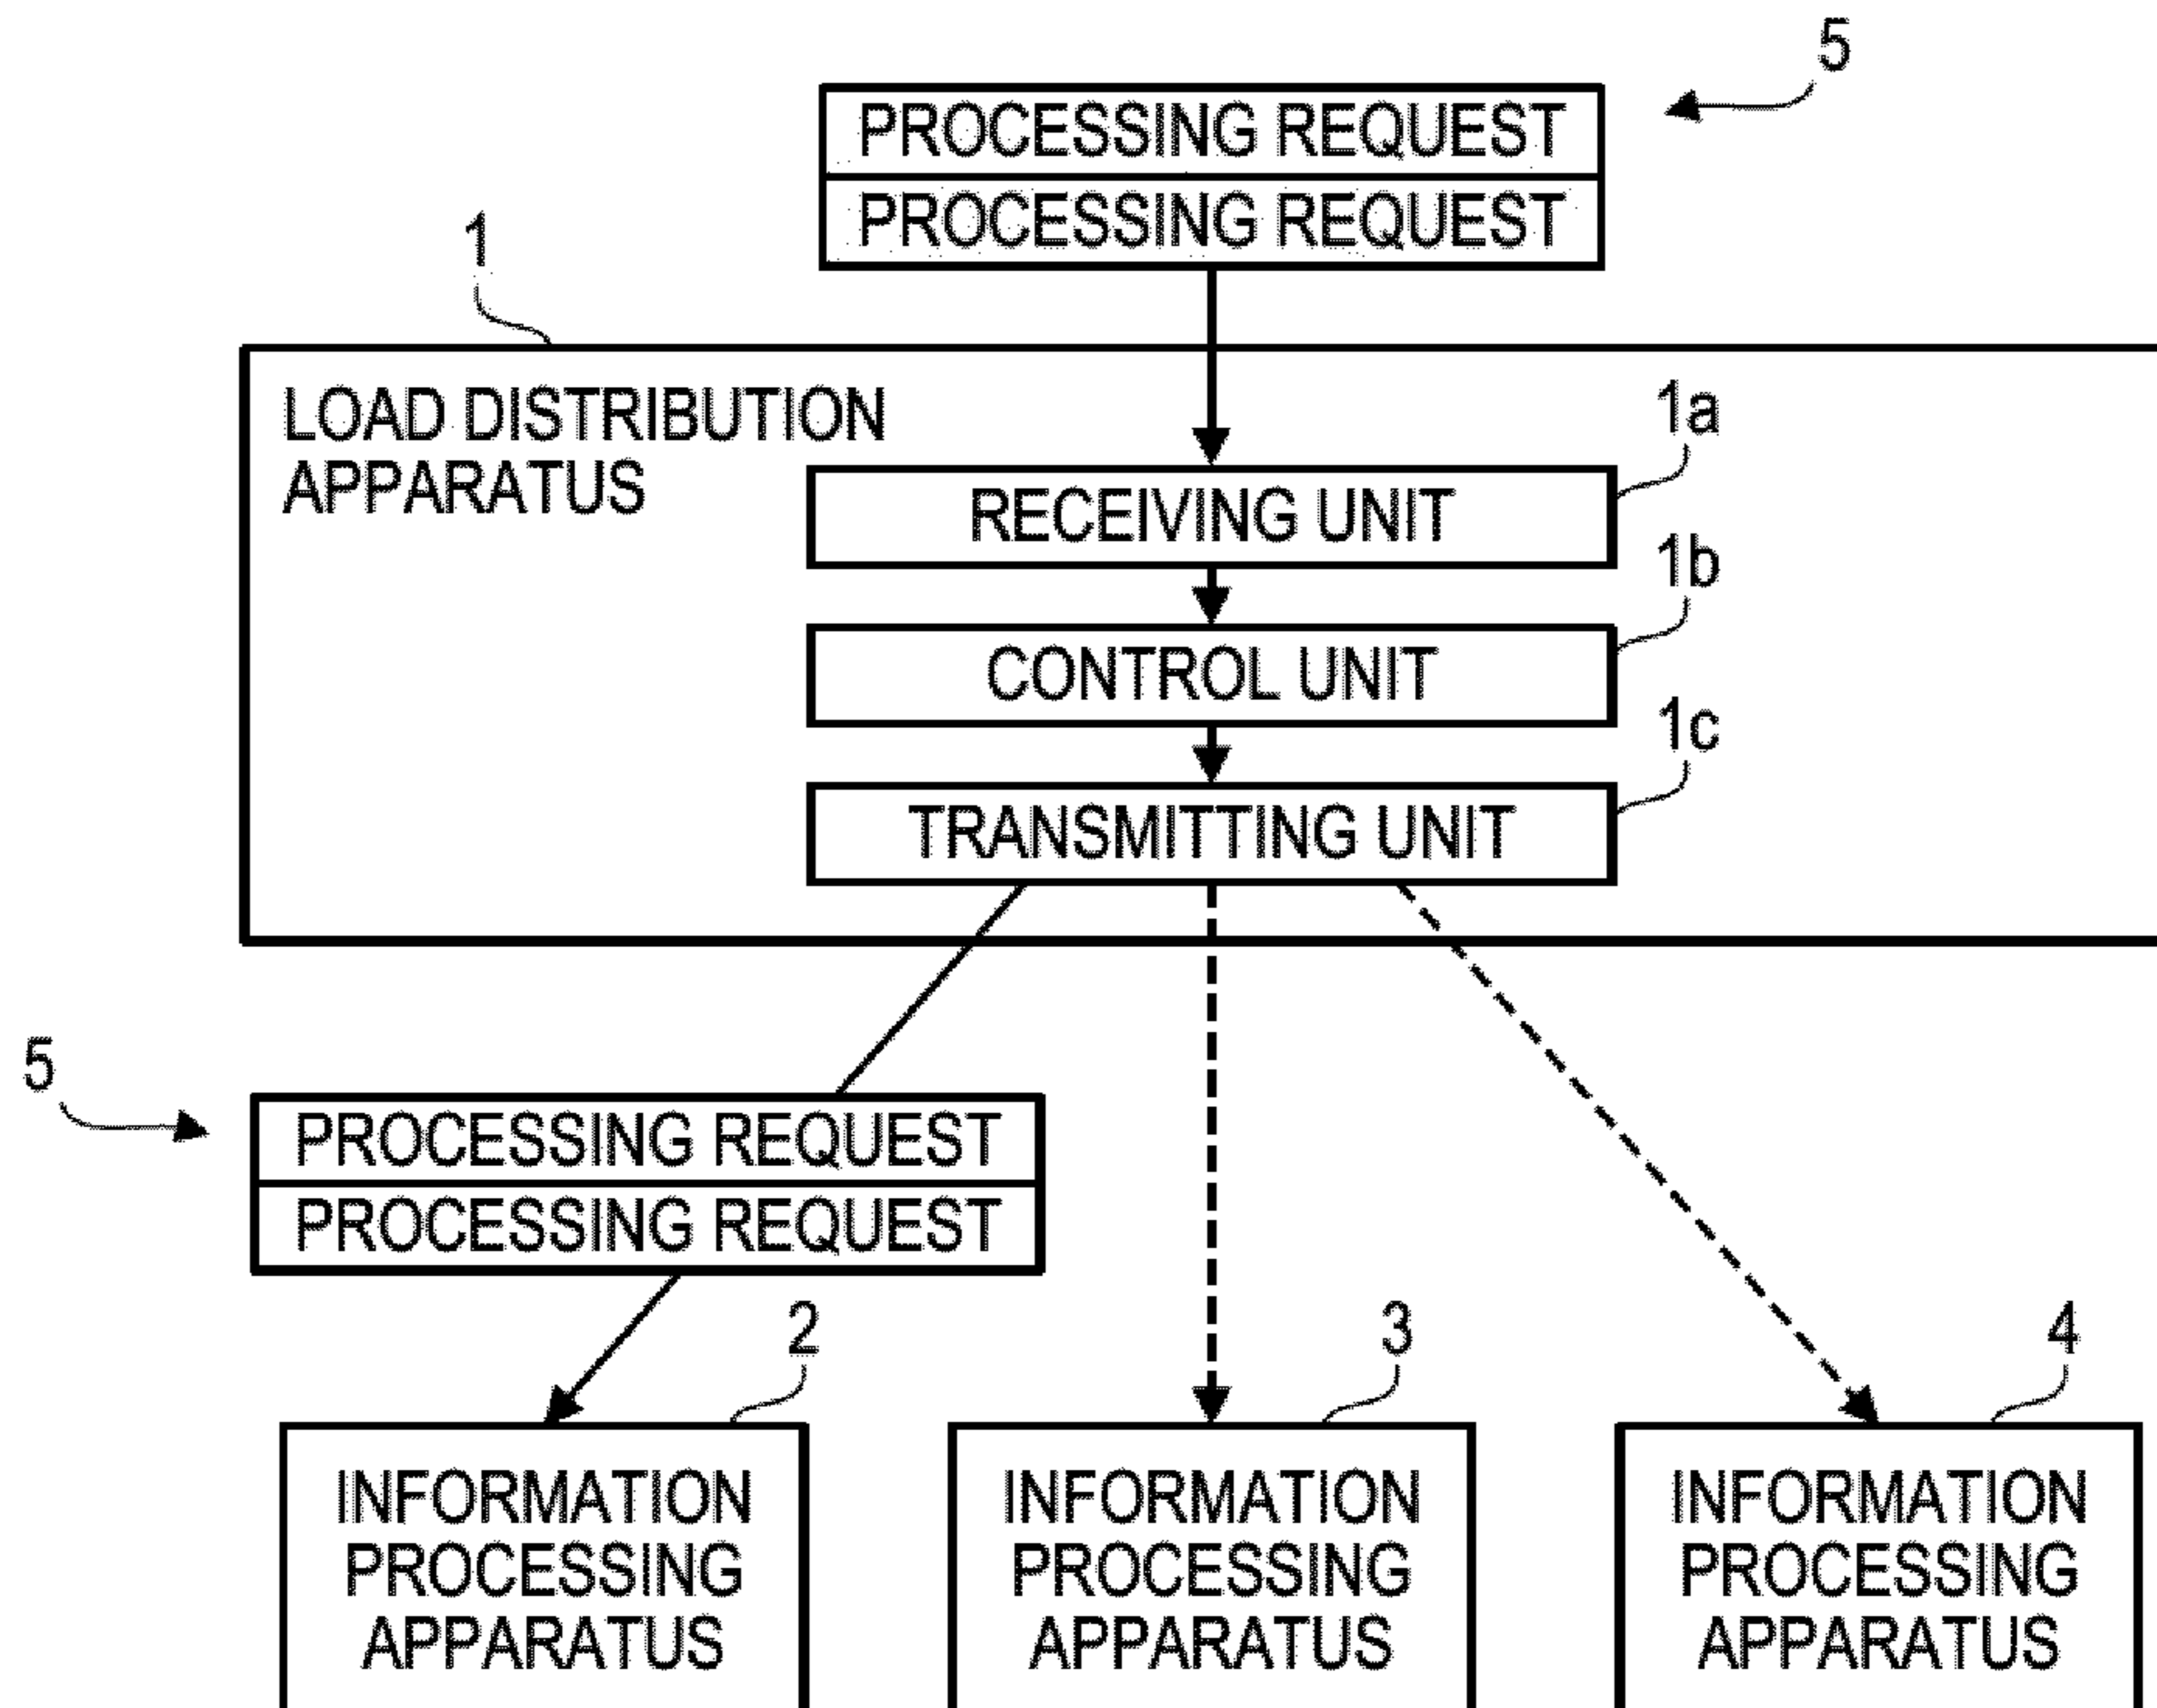 5
PROCESSING REQUEST
PROCESSING REQUEST
1
LOAD DISTRIBUTION
APPARATUS
1a
RECEIVING UNIT
1b
CONTROL UNIT
1c
TRANSMITTING UNIT
5
PROCESSING REQUEST
PROCESSING REQUEST
2
3
4
INFORMATION
PROCESSING
APPARATUS
INFORMATION
PROCESSING
APPARATUS
INFORMATION
PROCESSING
APPARATUS